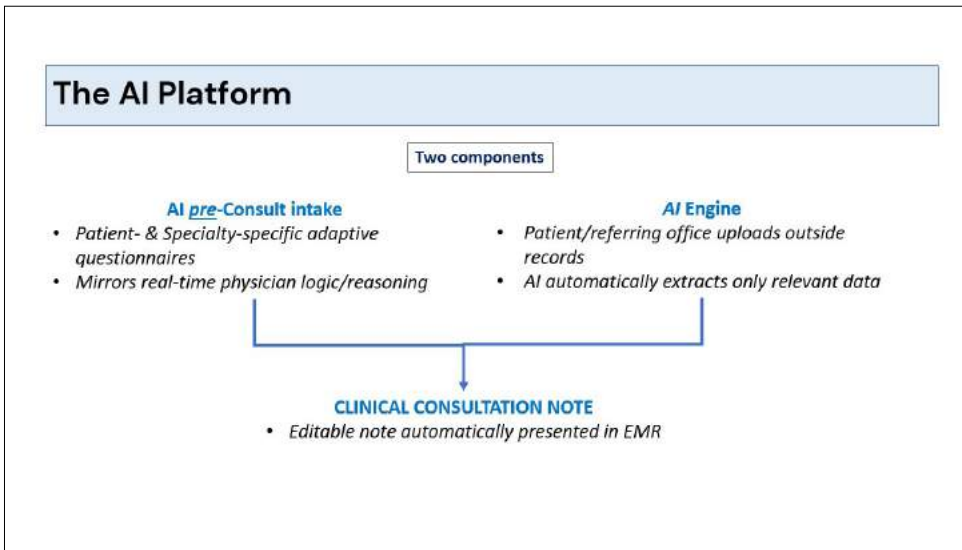 The AI Platform
Two components
AI pre-Consult intake
• Patient- & Specialty-specific adaptive
questionnaires
• Mirrors real-time physician logic/reasoning
AI Engine
• Patient/referring office uploads outside
records
• AI automatically extracts only relevant data
CLINICAL CONSULTATION NOTE
• Editable note automatically presented in EMR